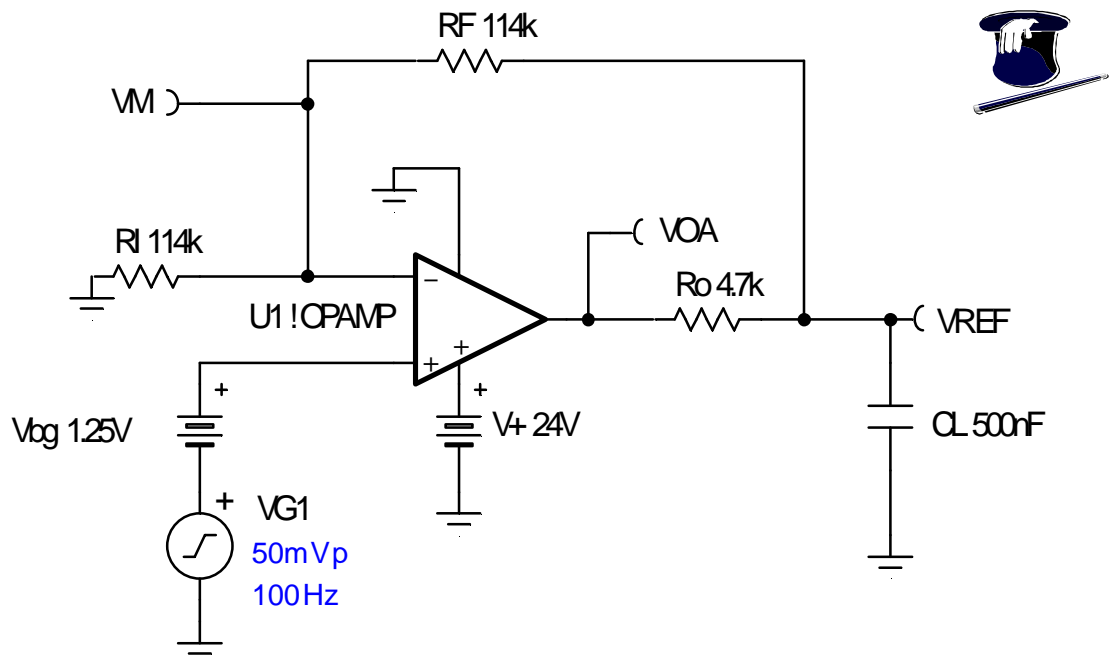 RF 114k
VM
RI 114k
VOA
Ro 4.7k
U1 !OPAMP
VREF
Vbg 1.25V
V+ 24V
CL 500nF
VG1
50mVp
100Hz